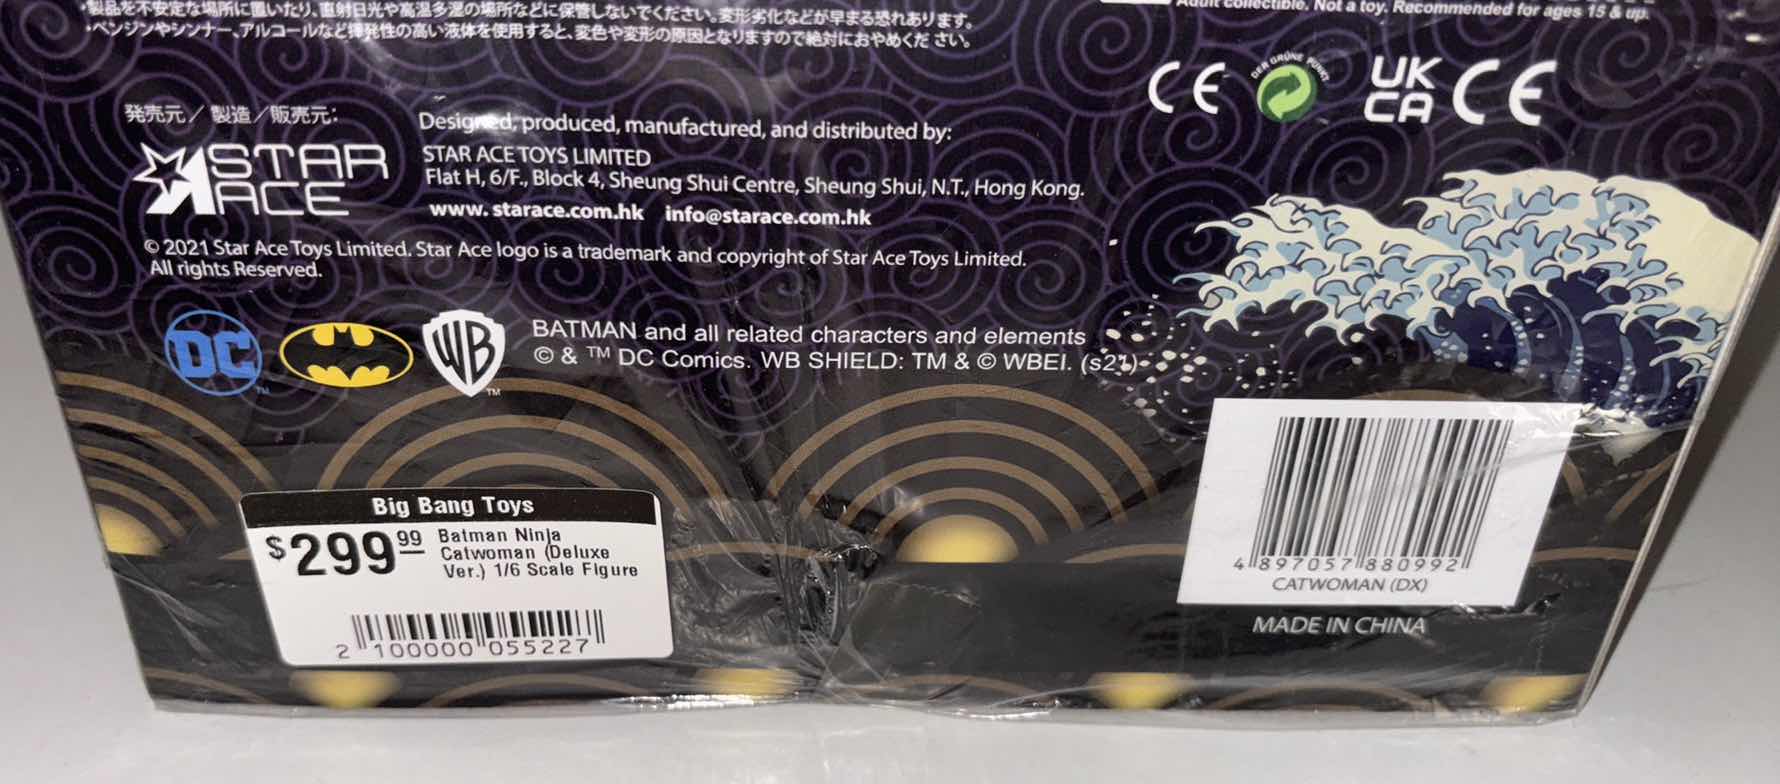 ・製品を不安定な場所に置いたり、直射日光や高温多湿の場所などに保管しないでください。変形劣化などが早まる恐れあります。
・ベンジンやシンナー、アルコールなど揮発性の高い液体を使用すると、変色や変形の原因となりますので絶対におやめくだ さい。
Adult collectible. Not a toy. Recommended for ages 15 & up.
CE
DER GRÜNE PUNKT
UK
CA
CE
発売元／製造／販売元:
STAR
ACE
Designed, produced, manufactured, and distributed by:
STAR ACE TOYS LIMITED
Flat H, 6/F., Block 4, Sheung Shui Centre, Sheung Shui, N.T., Hong Kong.
www. starace.com.hk info@starace.com.hk
© 2021 Star Ace Toys Limited. Star Ace logo is a trademark and copyright of Star Ace Toys Limited.
All rights Reserved.
DC TM
WB TM
BATMAN and all related characters and elements
© & ™ DC Comics. WB SHIELD: TM & © WBEI. (s21)
Big Bang Toys
$299.99
Batman Ninja
Catwoman (Deluxe
Ver.) 1/6 Scale Figure
2 100000 055227
4 897057 880992
CATWOMAN (DX)
MADE IN CHINA